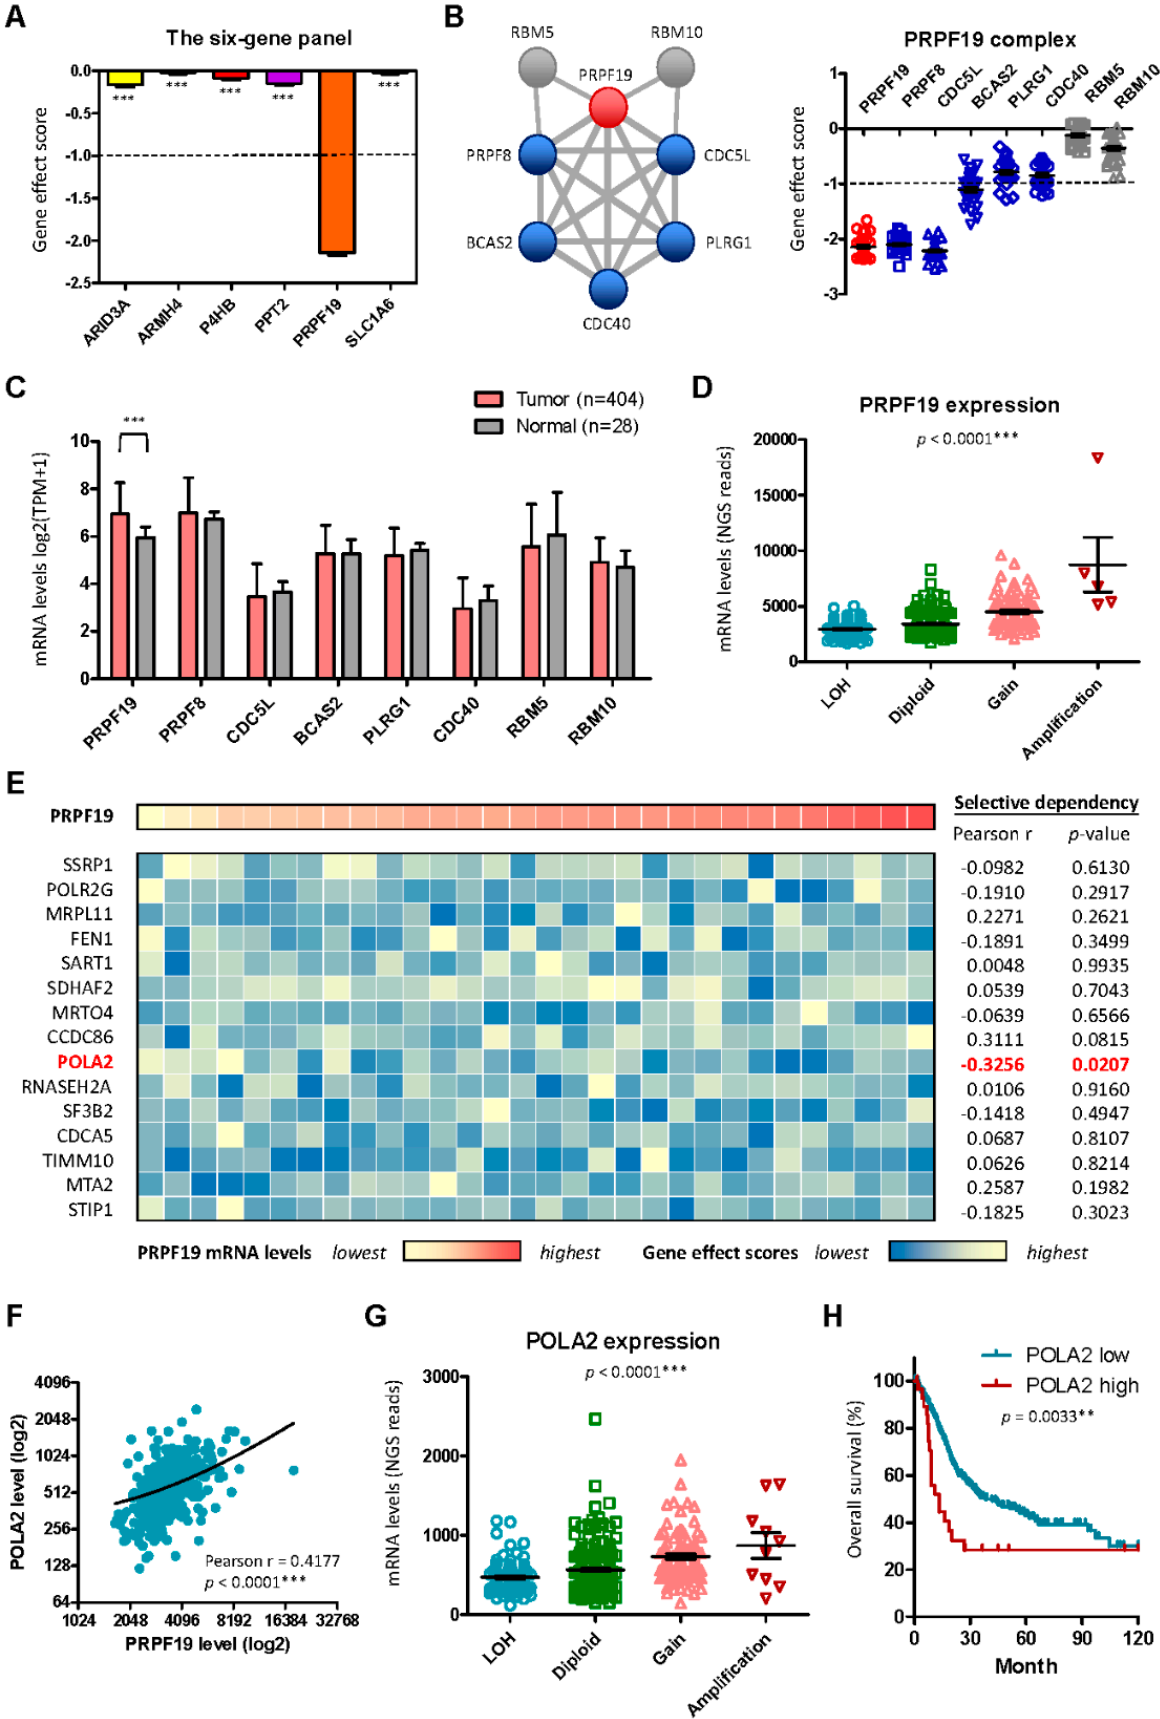 A
The six-gene panel
Gene effect score
0.0
-0.5
-1.0
-1.5
-2.0
-2.5
***
***
***
***
***
ARID3A
ARMH4
P4HB
PPT2
PRPF19
SLC1A6
B
RBM5
RBM10
PRPF19
PRPF8
CDC5L
BCAS2
PLRG1
CDC40
PRPF19 complex
Gene effect score
1
0
-1
-2
-3
PRPF19
PRPF8
CDC5L
BCAS2
PLRG1
CDC40
RBM5
RBM10
C
Tumor (n=404)
Normal (n=28)
***
mRNA levels log2(TPM+1)
10
8
6
4
2
0
PRPF19
PRPF8
CDC5L
BCAS2
PLRG1
CDC40
RBM5
RBM10
D
PRPF19 expression
p < 0.0001***
mRNA levels (NGS reads)
20000
15000
10000
5000
0
LOH
Diploid
Gain
Amplification
E
PRPF19
Selective dependency
Pearson r p-value
SSRP1 -0.0982 0.6130
POLR2G -0.1910 0.2917
MRPL11 0.2271 0.2621
FEN1 -0.1891 0.3499
SART1 0.0048 0.9935
SDHAF2 0.0539 0.7043
MRTO4 -0.0639 0.6566
CCDC86 0.3111 0.0815
POLA2 -0.3256 0.0207
RNASEH2A 0.0106 0.9160
SF3B2 -0.1418 0.4947
CDCA5 0.0687 0.8107
TIMM10 0.0626 0.8214
MTA2 0.2587 0.1982
STIP1 -0.1825 0.3023
PRPF19 mRNA levels lowest highest
Gene effect scores lowest highest
F
POLA2 level (log2)
4096
2048
1024
512
256
128
64
Pearson r = 0.4177
p < 0.0001***
1024 2048 4096 8192 16384 32768
PRPF19 level (log2)
G
POLA2 expression
p < 0.0001***
mRNA levels (NGS reads)
3000
2000
1000
0
LOH
Diploid
Gain
Amplification
H
POLA2 low
POLA2 high
p = 0.0033**
Overall survival (%)
100
80
60
40
20
0
0 30 60 90 120
Month